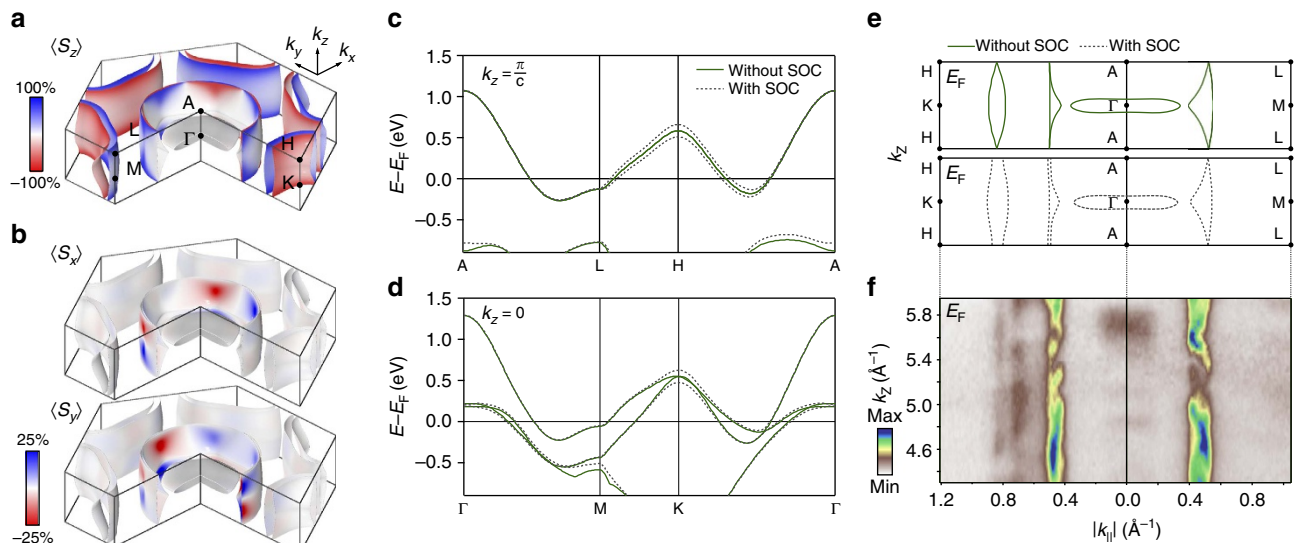 a
⟨Sz⟩
100%
−100%
ky
kz
kx
A
Γ
L
M
H
K
b
⟨Sx⟩
⟨Sy⟩
25%
−25%
c
kz = π/c
Without SOC
With SOC
E–EF (eV)
1.5
1.0
0.5
0.0
−0.5
A
L
H
A
d
kz = 0
E–EF (eV)
1.5
1.0
0.5
0.0
−0.5
Γ
M
K
Γ
e
Without SOC
With SOC
H
K
H
EF
A
Γ
A
L
M
L
kz
H
K
H
EF
A
Γ
A
L
M
L
f
EF
kz (Å−1)
5.8
5.4
5.0
4.6
Max
Min
1.2
0.8
0.4
0.0
0.4
0.8
|k||| (Å−1)